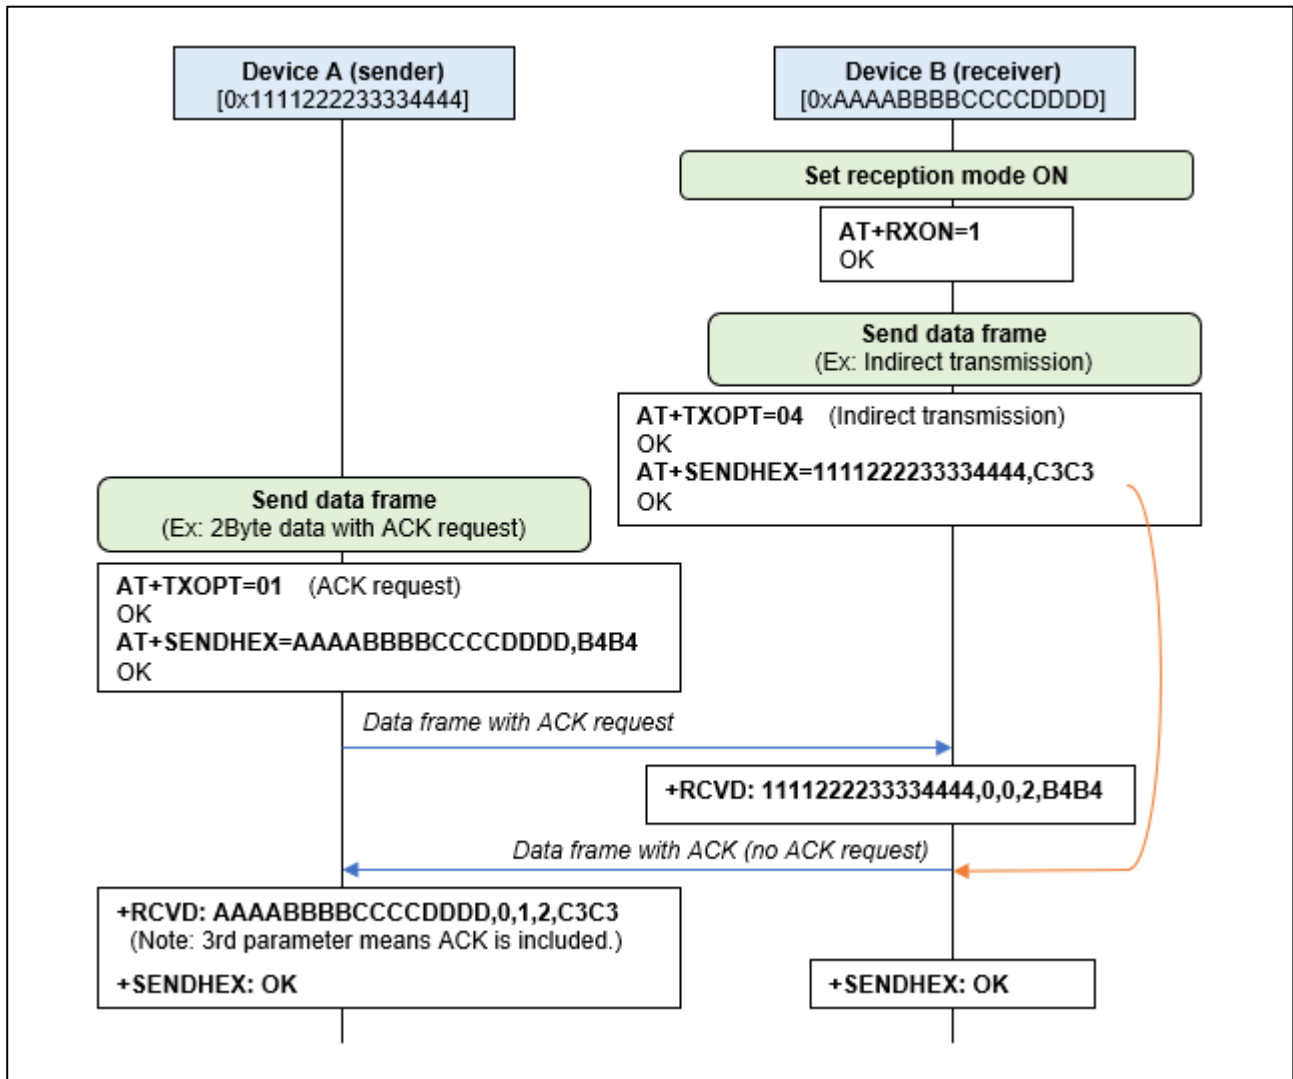 Device A (sender)
[0x1111222233334444]
Device B (receiver)
[0xAAAABBBBCCCCDDDD]
Set reception mode ON
AT+RXON=1
OK
Send data frame
(Ex: Indirect transmission)
AT+TXOPT=04 (Indirect transmission)
OK
AT+SENDHEX=1111222233334444,C3C3
OK
Send data frame
(Ex: 2Byte data with ACK request)
AT+TXOPT=01 (ACK request)
OK
AT+SENDHEX=AAAABBBBCCCCDDDD,B4B4
OK
Data frame with ACK request
+RCVD: 1111222233334444,0,0,2,B4B4
Data frame with ACK (no ACK request)
+RCVD: AAAABBBBCCCCDDDD,0,1,2,C3C3
(Note: 3rd parameter means ACK is included.)
+SENDHEX: OK
+SENDHEX: OK